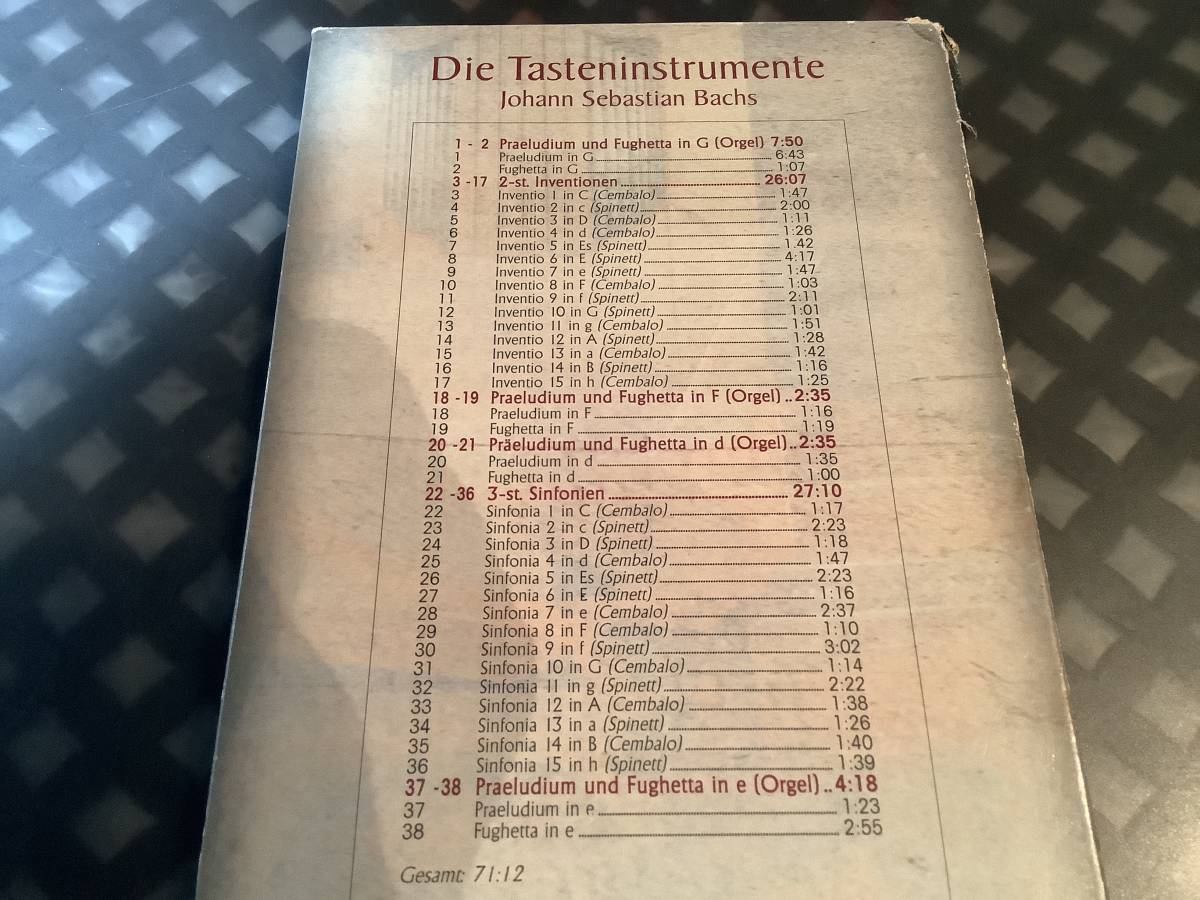 Die Tasteninstrumente
Johann Sebastian Bachs
1 - 2 Praeludium und Fughetta in G (Orgel) 7:50
1 Praeludium in G 6:43
2 Fughetta in G 1:07
3 -17 2-st. Inventionen 26:07
3 Inventio 1 in C (Cembalo) 1:47
4 Inventio 2 in c (Spinett) 2:00
5 Inventio 3 in D (Cembalo) 1:11
6 Inventio 4 in d (Cembalo) 1:26
7 Inventio 5 in Es (Spinett) 1.42
8 Inventio 6 in E (Spinett) 4:17
9 Inventio 7 in e (Spinett) 1:47
10 Inventio 8 in F (Cembalo) 1:03
11 Inventio 9 in f (Spinett) 2:11
12 Inventio 10 in G (Spinett) 1:01
13 Inventio 11 in g (Cembalo) 1:51
14 Inventio 12 in A (Spinett) 1:28
15 Inventio 13 in a (Cembalo) 1:42
16 Inventio 14 in B (Spinett) 1:16
17 Inventio 15 in h (Cembalo) 1:25
18 -19 Praeludium und Fughetta in F (Orgel) ..2:35
18 Praeludium in F 1:16
19 Fughetta in F 1:19
20 -21 Präeludium und Fughetta in d (Orgel)..2:35
20 Praeludium in d 1:35
21 Fughetta in d 1:00
22 -36 3-st. Sinfonien 27:10
22 Sinfonia 1 in C (Cembalo) 1:17
23 Sinfonia 2 in c (Spinett) 2:23
24 Sinfonia 3 in D (Spinett) 1:18
25 Sinfonia 4 in d (Cembalo) 1:47
26 Sinfonia 5 in Es (Spinett) 2:23
27 Sinfonia 6 in E (Spinett) 1:16
28 Sinfonia 7 in e (Cembalo) 2:37
29 Sinfonia 8 in F (Cembalo) 1:10
30 Sinfonia 9 in f (Spinett) 3:02
31 Sinfonia 10 in G (Cembalo) 1:14
32 Sinfonia 11 in g (Spinett) 2:22
33 Sinfonia 12 in A (Cembalo) 1:38
34 Sinfonia 13 in a (Spinett) 1:26
35 Sinfonia 14 in B (Cembalo) 1:40
36 Sinfonia 15 in h (Spinett) 1:39
37 -38 Praeludium und Fughetta in e (Orgel) ..4:18
37 Praeludium in e 1:23
38 Fughetta in e 2:55
Gesamt: 71:12